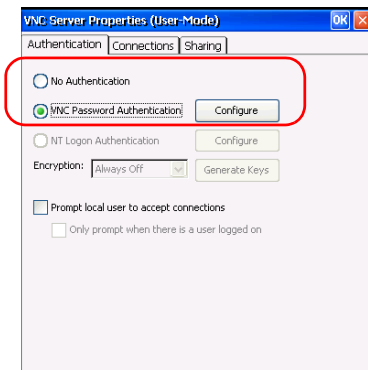 VNC Server Properties (User-Mode) OK
Authentication Connections Sharing
No Authentication
VNC Password Authentication Configure
NT Logon Authentication Configure
Encryption: Always Off Generate Keys
Prompt local user to accept connections
Only prompt when there is a user logged on